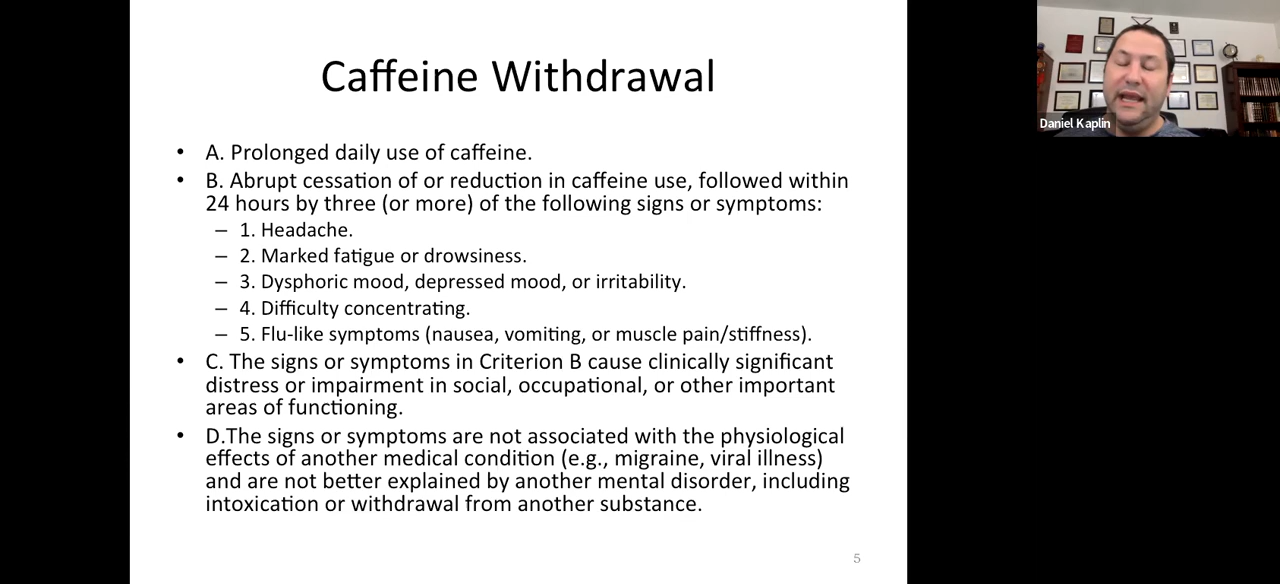 Caffeine Withdrawal
• A. Prolonged daily use of caffeine.
• B. Abrupt cessation of or reduction in caffeine use, followed within
24 hours by three (or more) of the following signs or symptoms:
– 1. Headache.
– 2. Marked fatigue or drowsiness.
– 3. Dysphoric mood, depressed mood, or irritability.
– 4. Difficulty concentrating.
– 5. Flu-like symptoms (nausea, vomiting, or muscle pain/stiffness).
• C. The signs or symptoms in Criterion B cause clinically significant
distress or impairment in social, occupational, or other important
areas of functioning.
• D.The signs or symptoms are not associated with the physiological
effects of another medical condition (e.g., migraine, viral illness)
and are not better explained by another mental disorder, including
intoxication or withdrawal from another substance.
5
Daniel Kaplin